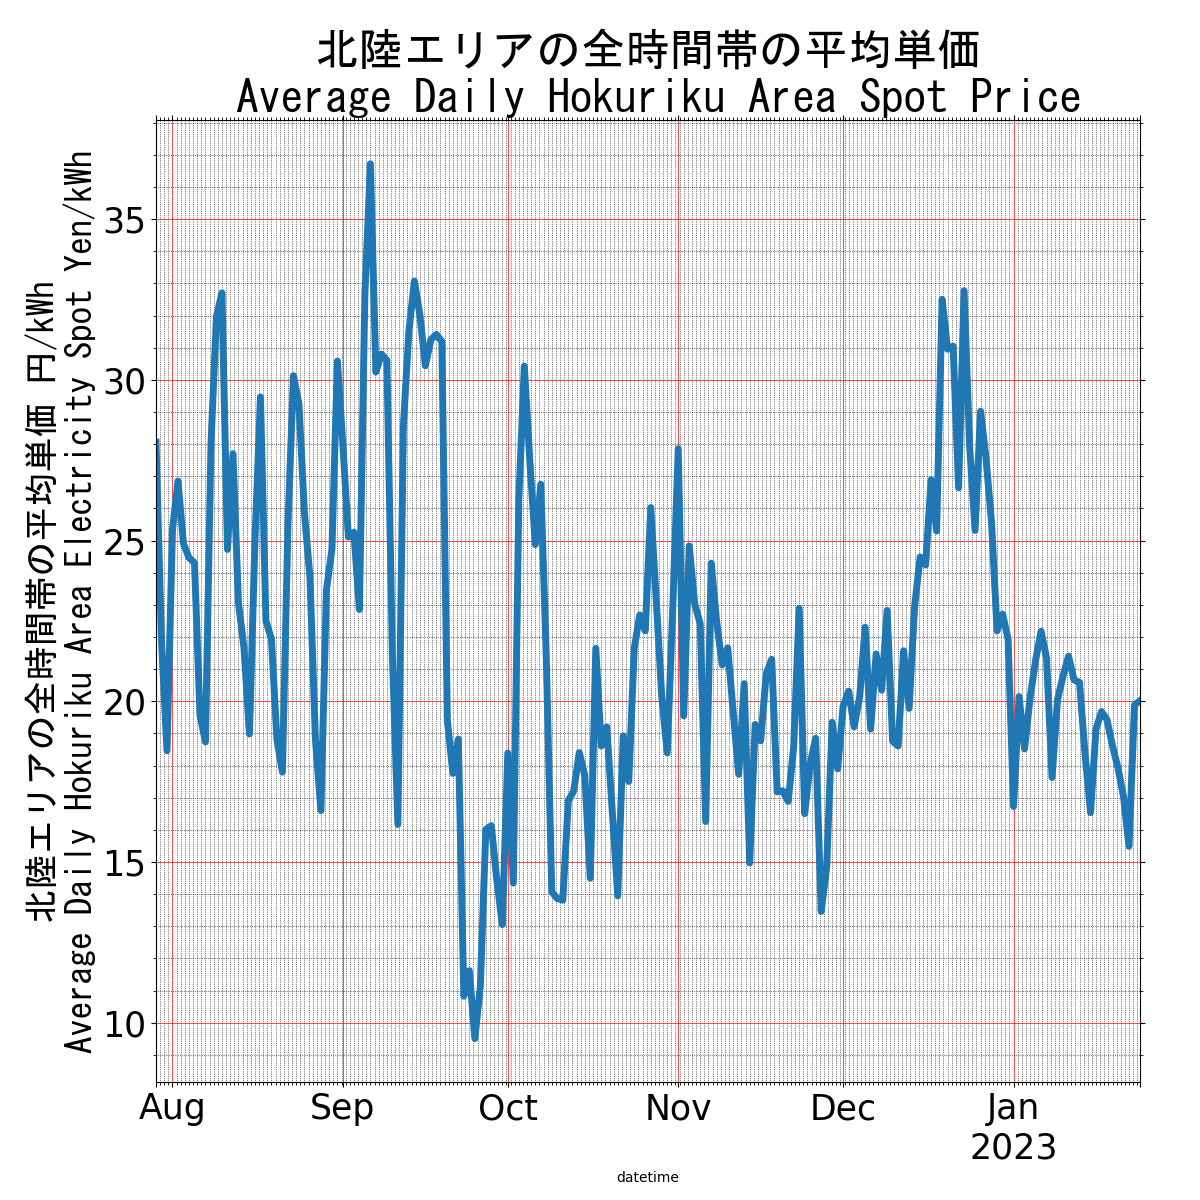 北陸エリアの全時間帯の平均単価
Average Daily Hokuriku Area Spot Price
北陸エリアの全時間帯の平均単価 円/kWh
Average Daily Hokuriku Area Electricity Spot Yen/kWh
35
30
25
20
15
10
Aug Sep Oct Nov Dec Jan
2023
datetime